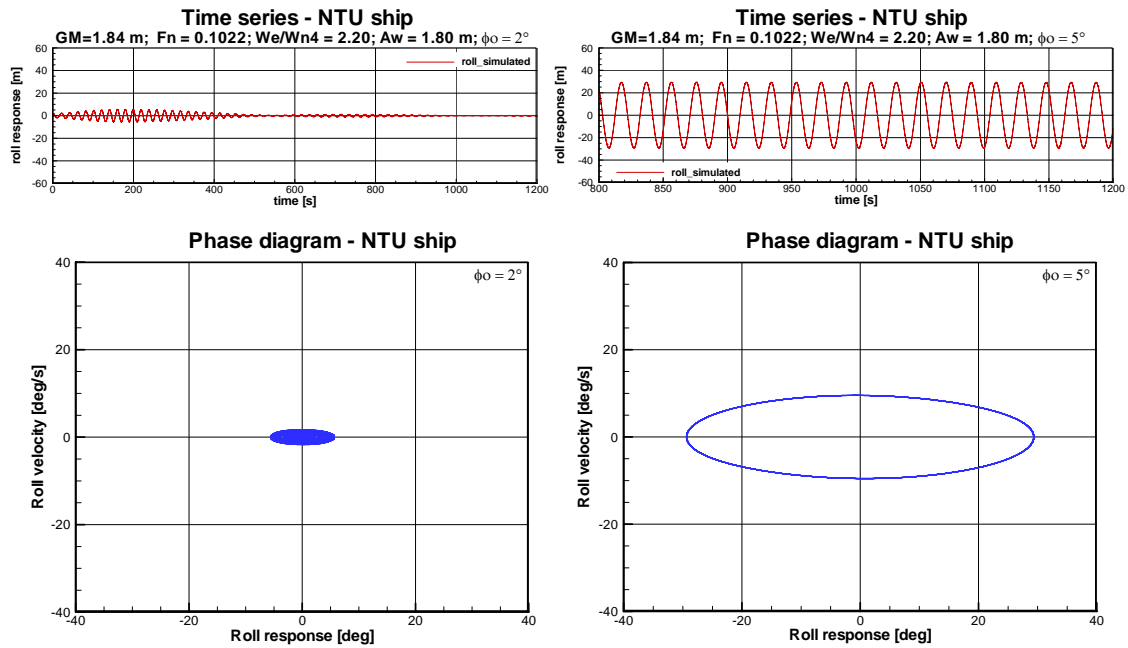 Time series - NTU ship
GM=1.84 m; Fn = 0.1022; We/Wn4 = 2.20; Aw = 1.80 m; ϕo = 2°
60
40
20
0
-20
-40
-60
roll response [m]
roll_simulated
0 200 400 600 800 1000 1200
time [s]
Time series - NTU ship
GM=1.84 m; Fn = 0.1022; We/Wn4 = 2.20; Aw = 1.80 m; ϕo = 5°
60
40
20
0
-20
-40
-60
roll response [m]
roll_simulated
800 850 900 950 1000 1050 1100 1150 1200
time [s]
Phase diagram - NTU ship
ϕo = 2°
40
20
0
-20
-40
Roll velocity [deg/s]
-40 -20 0 20 40
Roll response [deg]
Phase diagram - NTU ship
ϕo = 5°
40
20
0
-20
-40
Roll velocity [deg/s]
-40 -20 0 20 40
Roll response [deg]